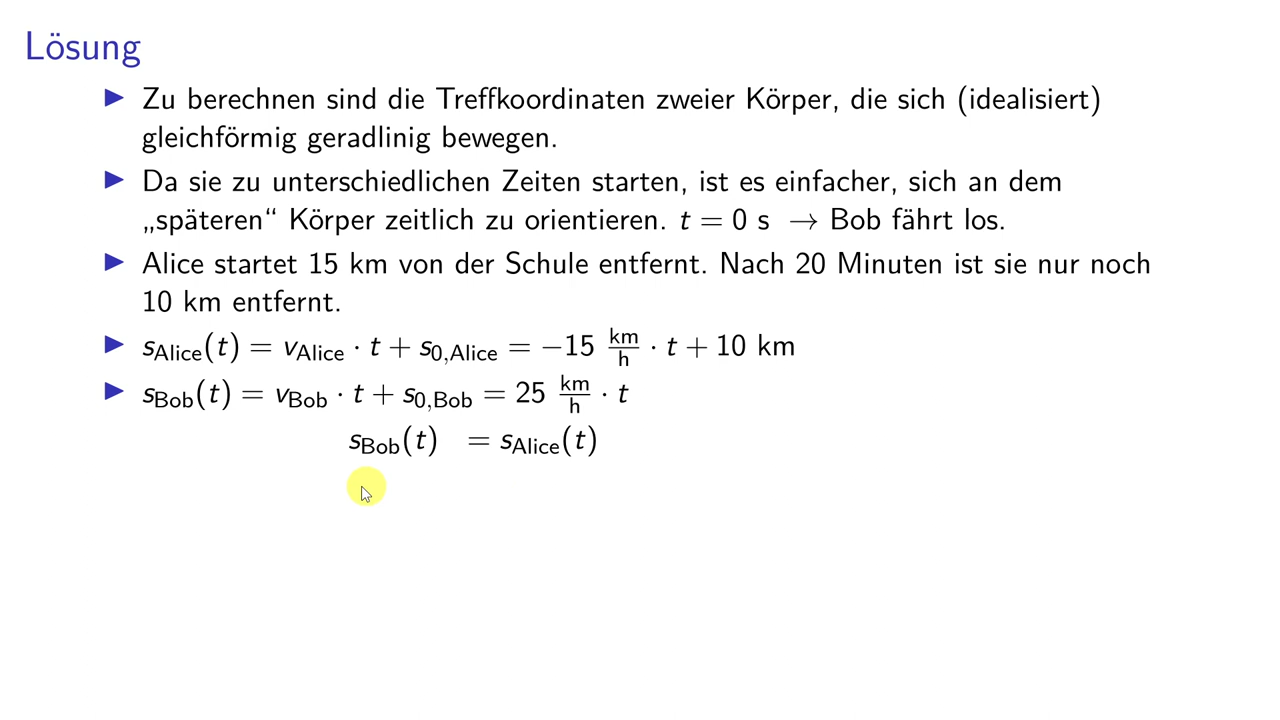 Lösung
▶ Zu berechnen sind die Treffkoordinaten zweier Körper, die sich (idealisiert)
gleichförmig geradlinig bewegen.
▶ Da sie zu unterschiedlichen Zeiten starten, ist es einfacher, sich an dem
„späteren“ Körper zeitlich zu orientieren. t = 0 s → Bob fährt los.
▶ Alice startet 15 km von der Schule entfernt. Nach 20 Minuten ist sie nur noch
10 km entfernt.
▶ s_Alice(t) = v_Alice · t + s_0,Alice = −15 km/h · t + 10 km
▶ s_Bob(t) = v_Bob · t + s_0,Bob = 25 km/h · t
s_Bob(t) = s_Alice(t)